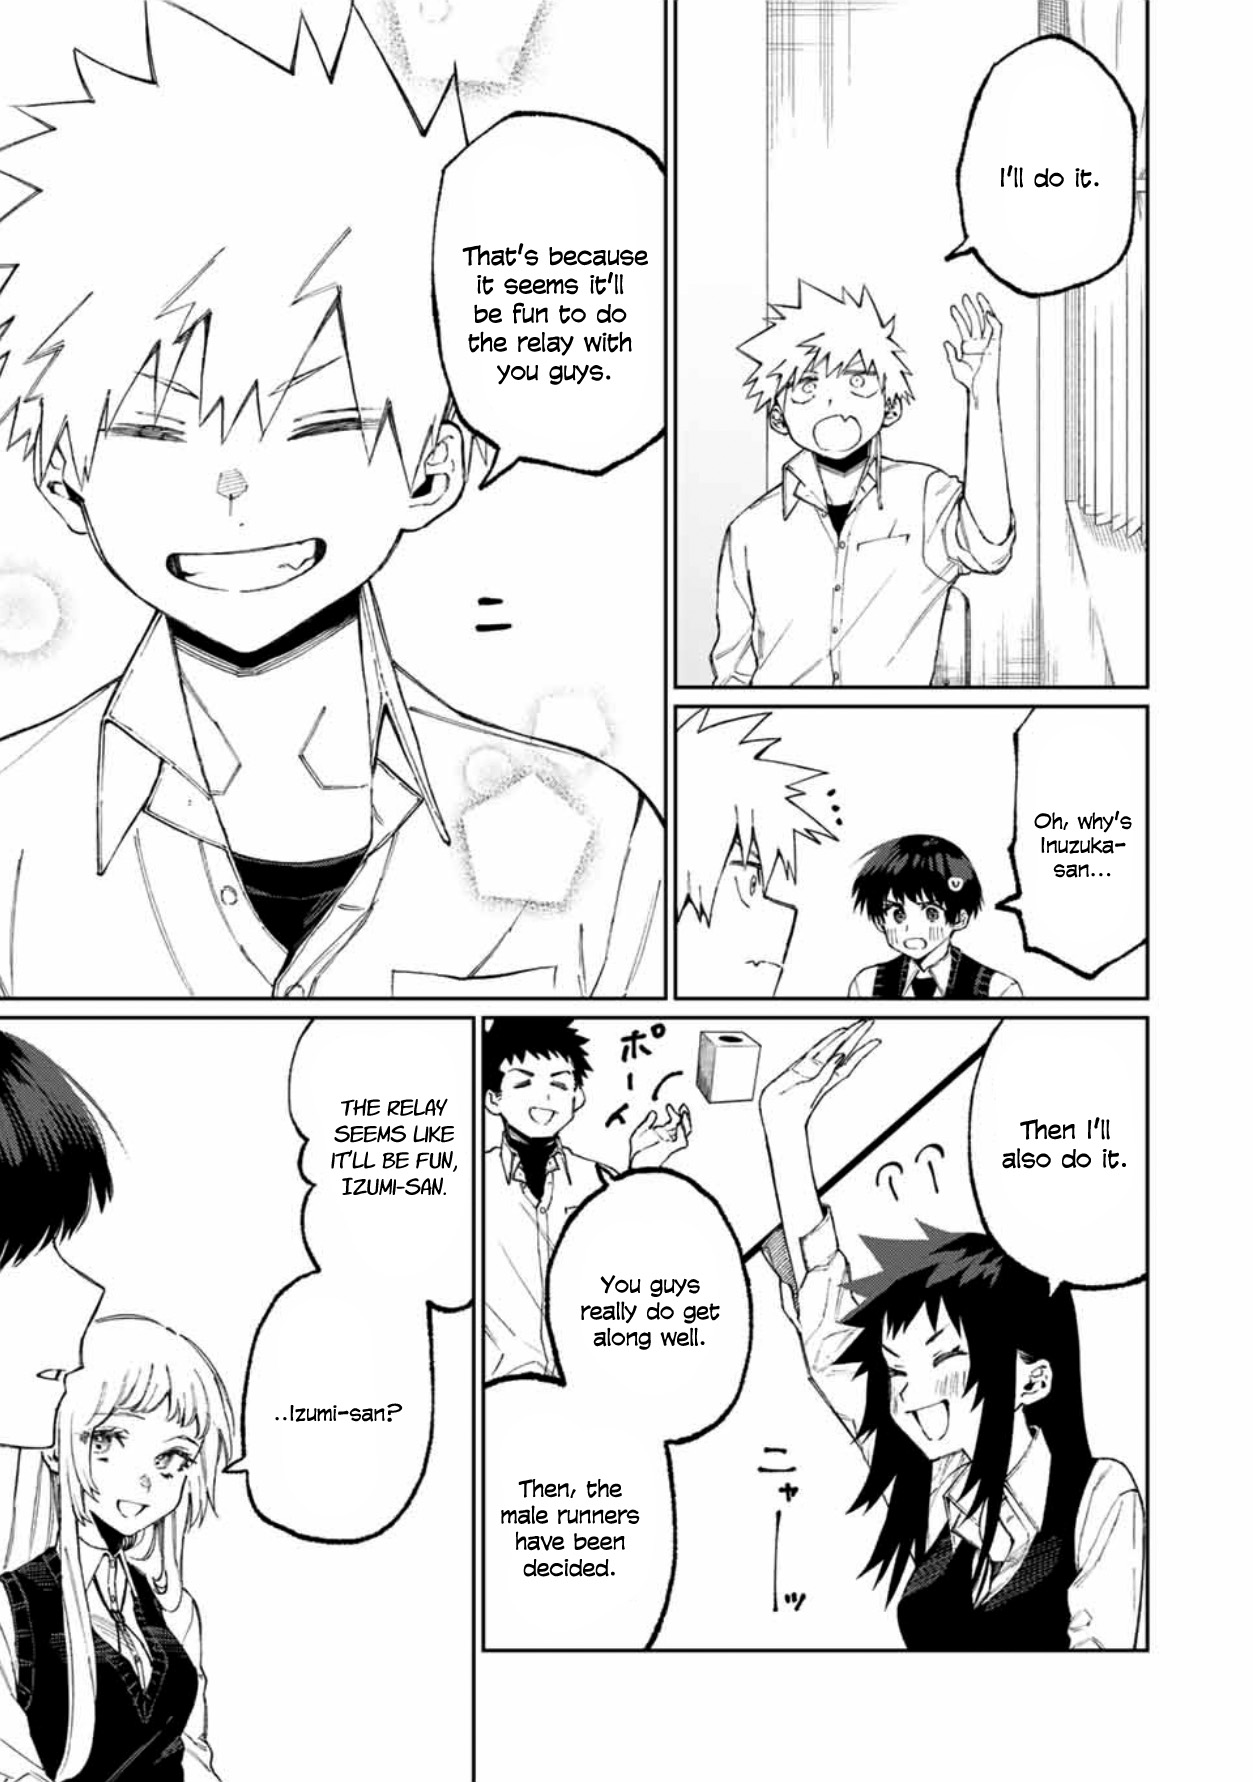 I'll do it.
Oh, why's
Inuzuka-
san...
That's because
it seems it'll
be fun to do
the relay with
you guys.
ニ
Then I'll
also do it.
ポーイ
You guys
really do get
along well.
ニャーッ
Then, the
male runners
have been
decided.
THE RELAY
SEEMS LIKE
IT'LL BE FUN,
IZUMI-SAN.
..Izumi-san?